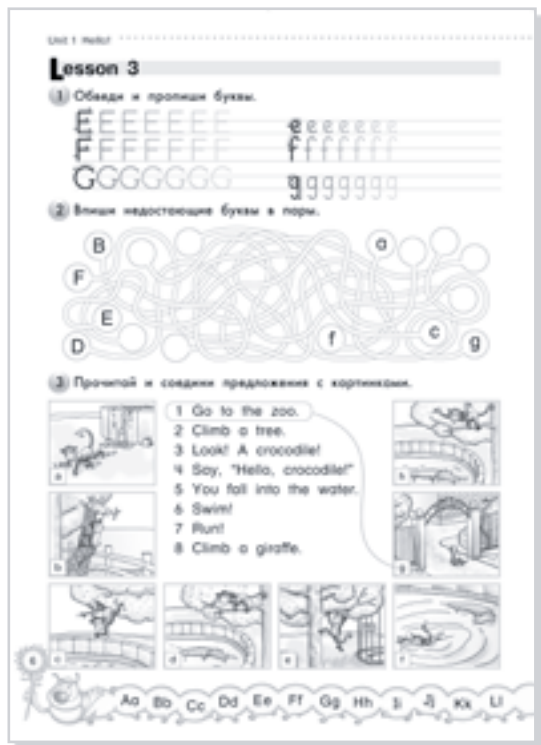 Unit 1 Hello!
Lesson 3
1 Обведи и пропиши буквы.
E E E E E E E e e e e e e e
F F F F F F F f f f f f f f
G G G G G G G g g g g g g g
2 Впиши недостающие буквы в пары.
B a
F
E
D f c g
3 Прочитай и соедини предложения с картинками.
1 Go to the zoo.
2 Climb a tree.
3 Look! A crocodile!
4 Say, "Hello, crocodile!"
5 You fall into the water.
6 Swim!
7 Run!
8 Climb a giraffe.
a h
b g
c d e f
6
Aa Bb Cc Dd Ee Ff Gg Hh Ii Jj Kk Ll